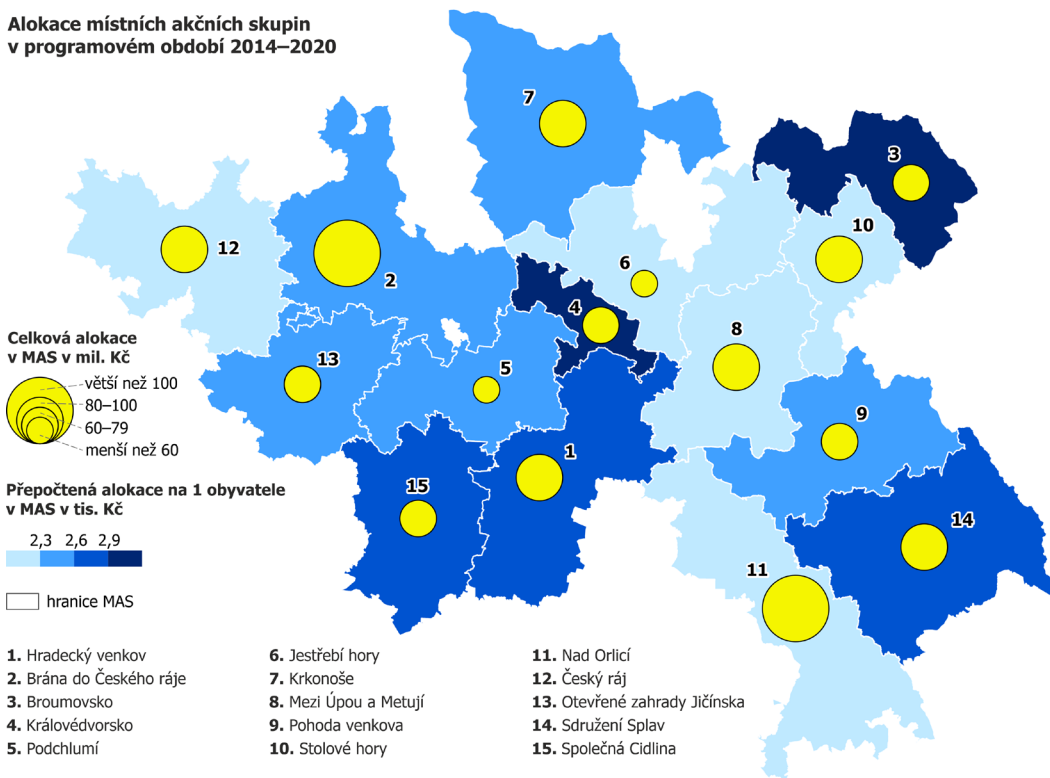 Alokace místních akčních skupin
v programovém období 2014–2020
7
3
10
12
6
2
4
8
13
5
9
1
15
14
11
Celková alokace
v MAS v mil. Kč
větší než 100
80–100
60–79
menší než 60
Přepočtená alokace na 1 obyvatele
v MAS v tis. Kč
2,3 2,6 2,9
hranice MAS
1. Hradecký venkov
2. Brána do Českého ráje
3. Broumovsko
4. Královédvorsko
5. Podchlumí
6. Jestřebí hory
7. Krkonoše
8. Mezi Úpou a Metují
9. Pohoda venkova
10. Stolové hory
11. Nad Orlicí
12. Český ráj
13. Otevřené zahrady Jičínska
14. Sdružení Splav
15. Společná Cidlina